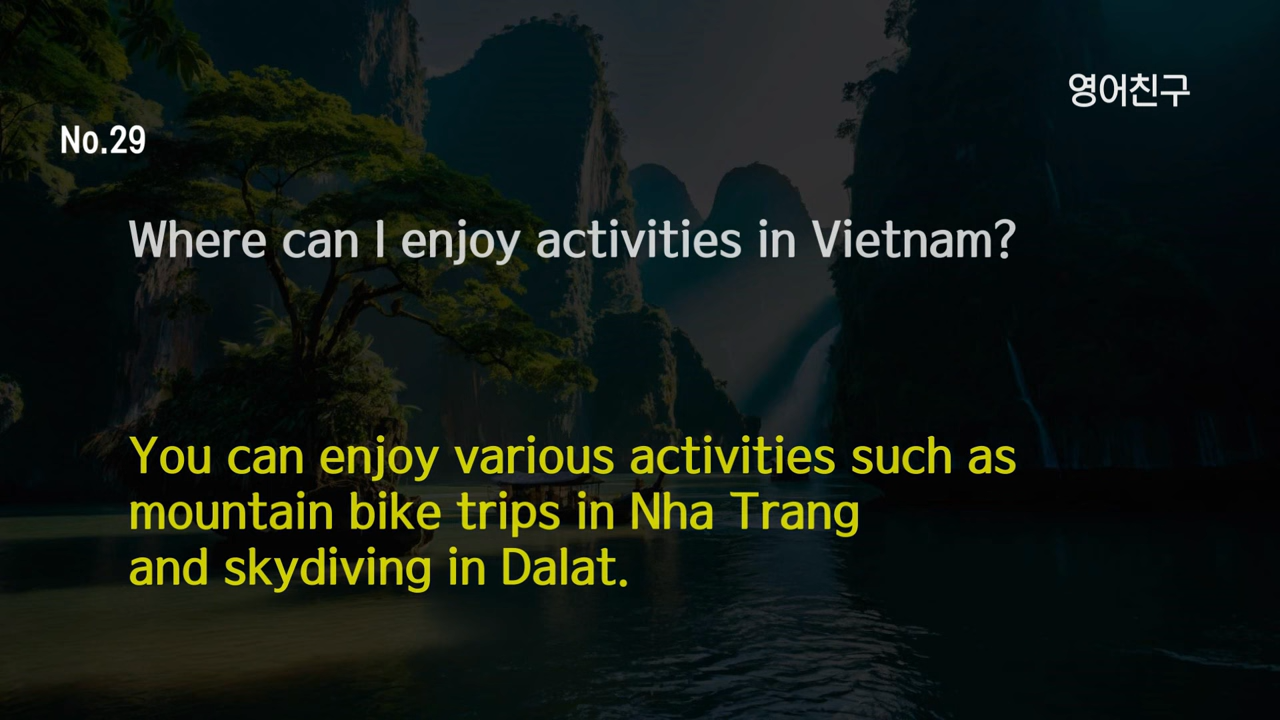 영어친구
No.29
Where can I enjoy activities in Vietnam?
You can enjoy various activities such as
mountain bike trips in Nha Trang
and skydiving in Dalat.